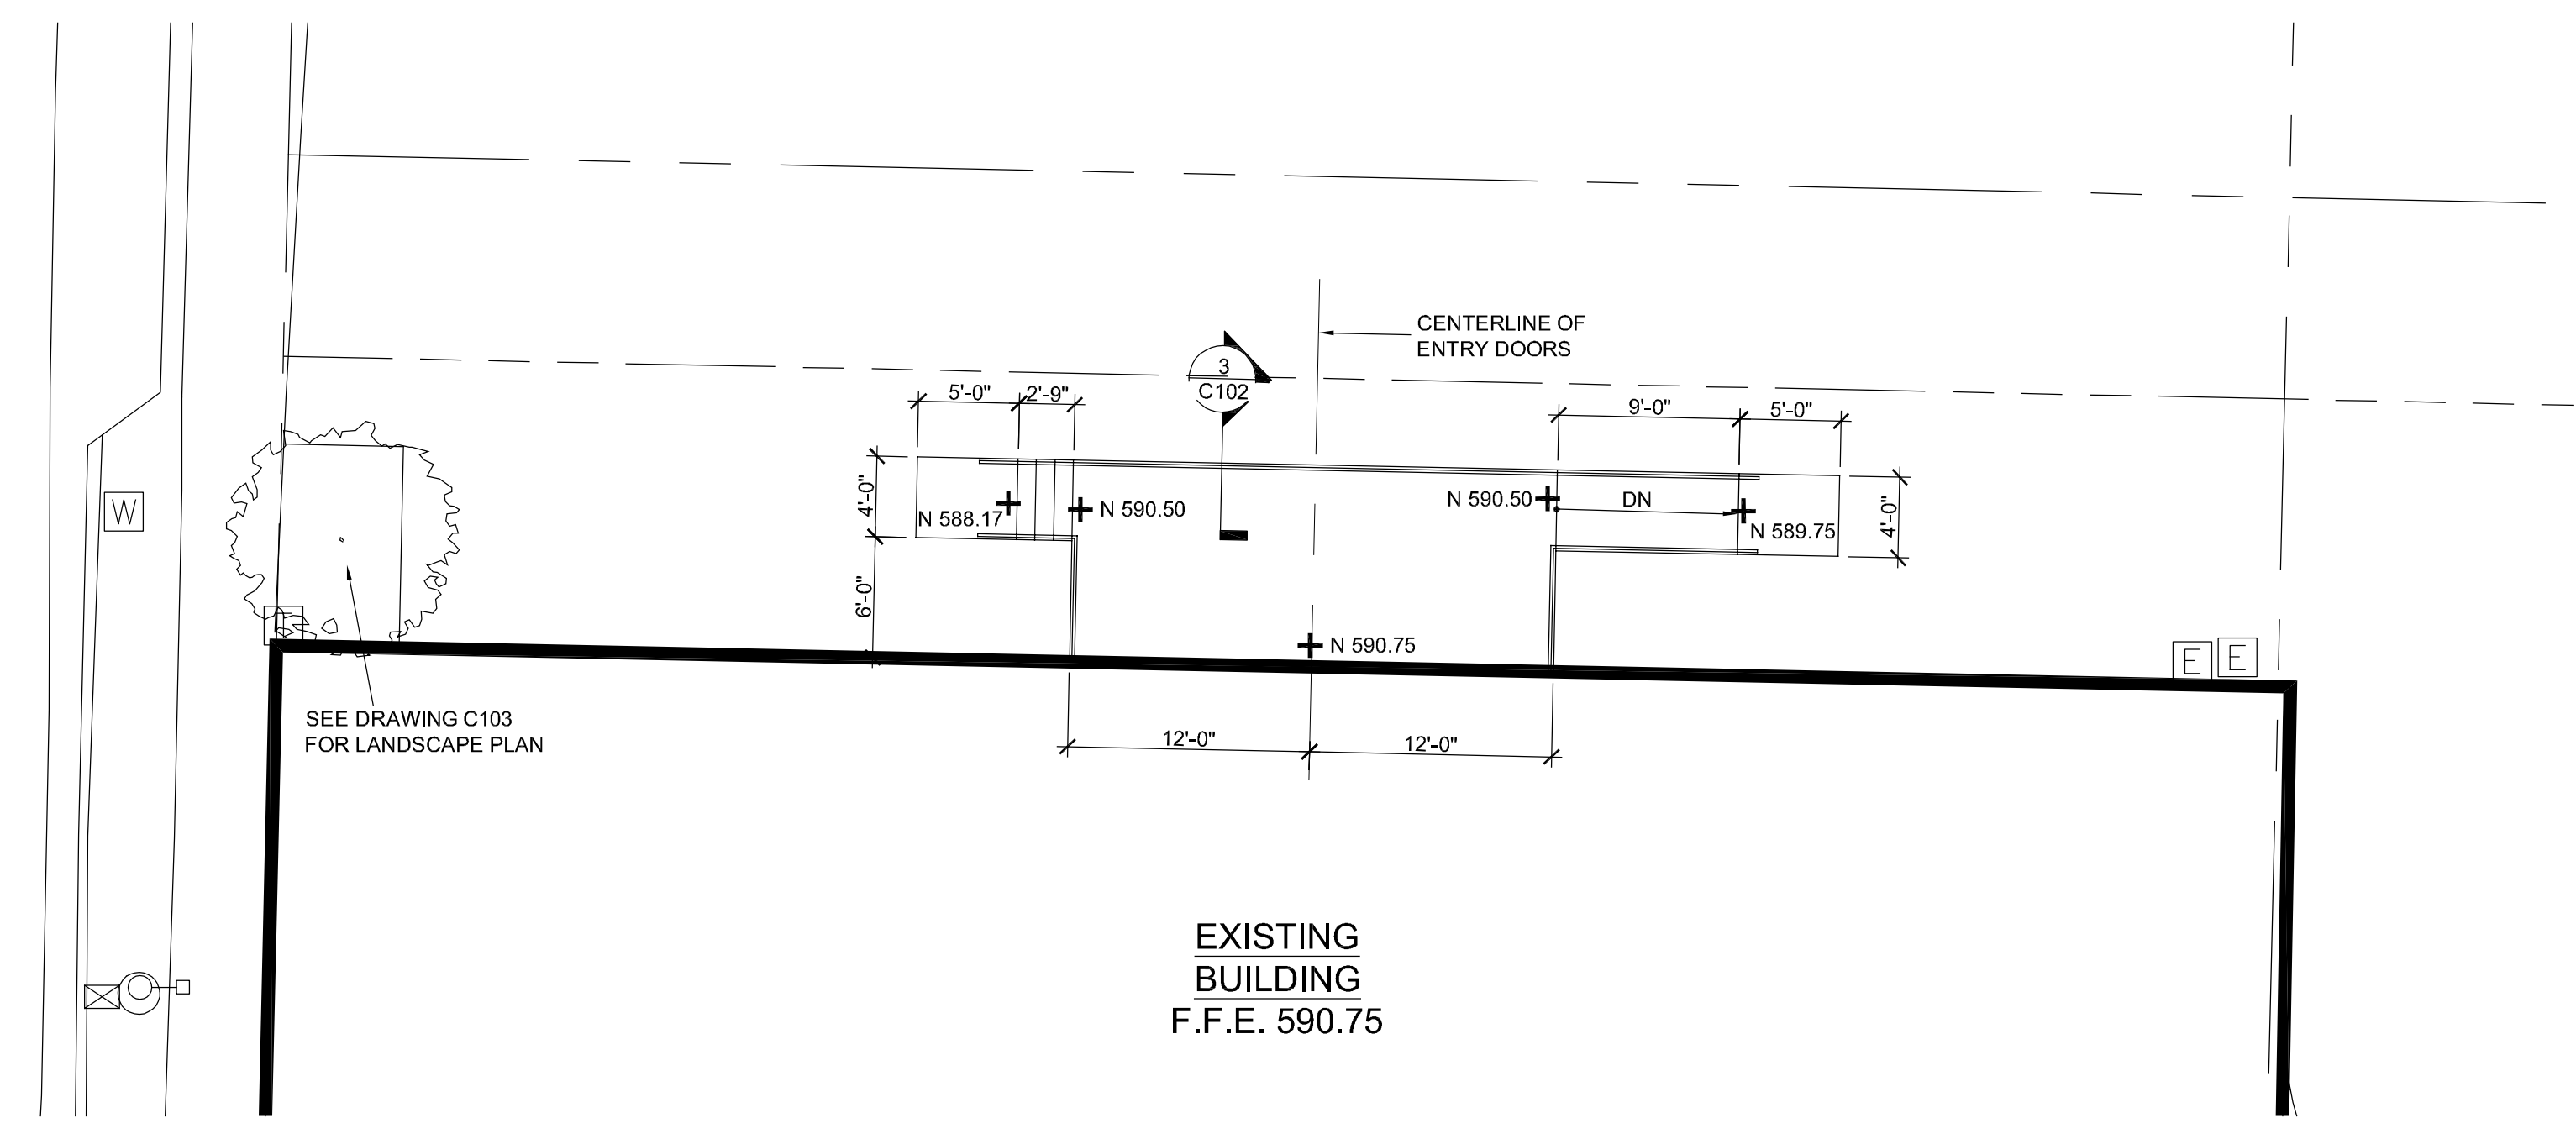 CENTERLINE OF
ENTRY DOORS
3
C102
5'-0"
2'-9"
9'-0"
5'-0"
4'-0"
N 588.17
N 590.50
N 590.50
DN
N 589.75
4'-0"
W
6'-0"
E
N 590.75
E
E
SEE DRAWING C103
FOR LANDSCAPE PLAN
12'-0"
12'-0"
EXISTING
BUILDING
F.F.E. 590.75